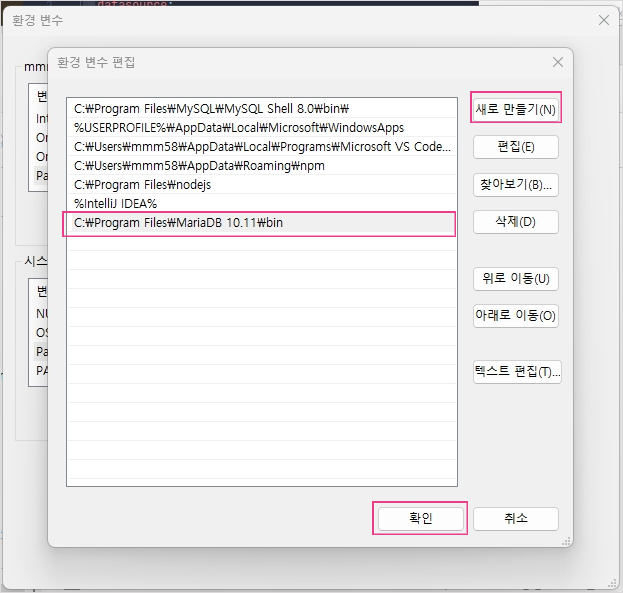 datasource:
환경 변수
mmm
변
Int
On
On
Pa
시스
변
NU
OS
Pa
PA
환경 변수 편집
C:₩Program Files₩MySQL₩MySQL Shell 8.0₩bin₩
%USERPROFILE%₩AppData₩Local₩Microsoft₩WindowsApps
C:₩Users₩mmm58₩AppData₩Local₩Programs₩Microsoft VS Code...
C:₩Users₩mmm58₩AppData₩Roaming₩npm
C:₩Program Files₩nodejs
%IntelliJ IDEA%
C:₩Program Files₩MariaDB 10.11₩bin
새로 만들기(N)
편집(E)
찾아보기(B)...
삭제(D)
위로 이동(U)
아래로 이동(O)
텍스트 편집(T)...
확인
취소